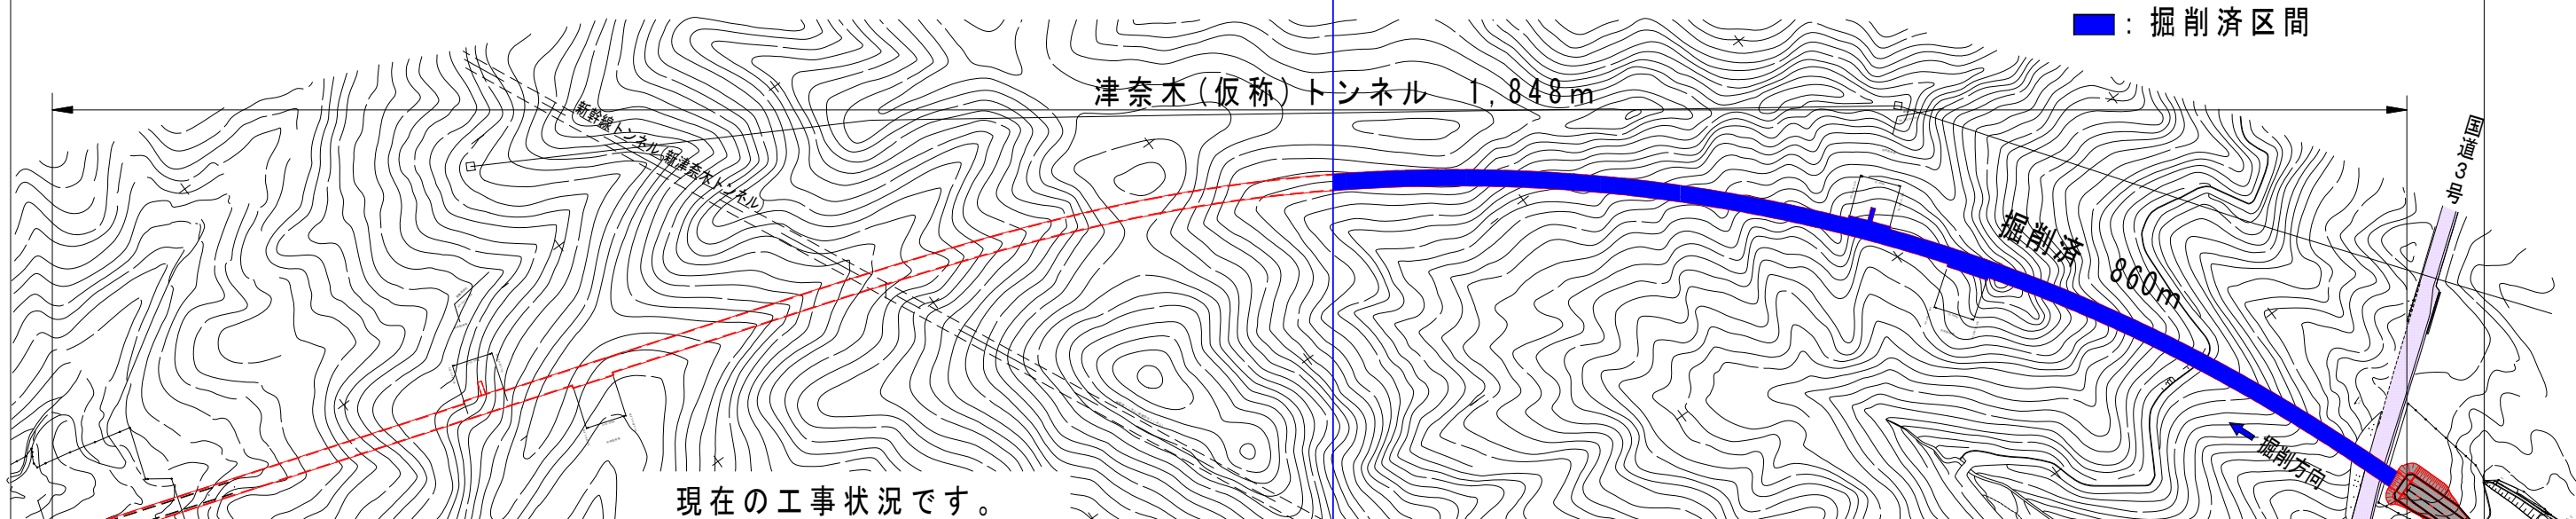 : 掘削済区間
津奈木(仮称)トンネル 1,848m
新幹線トンネル(新津奈木トンネル)
国道3号
掘削済 860m
掘削方向
現在の工事状況です。